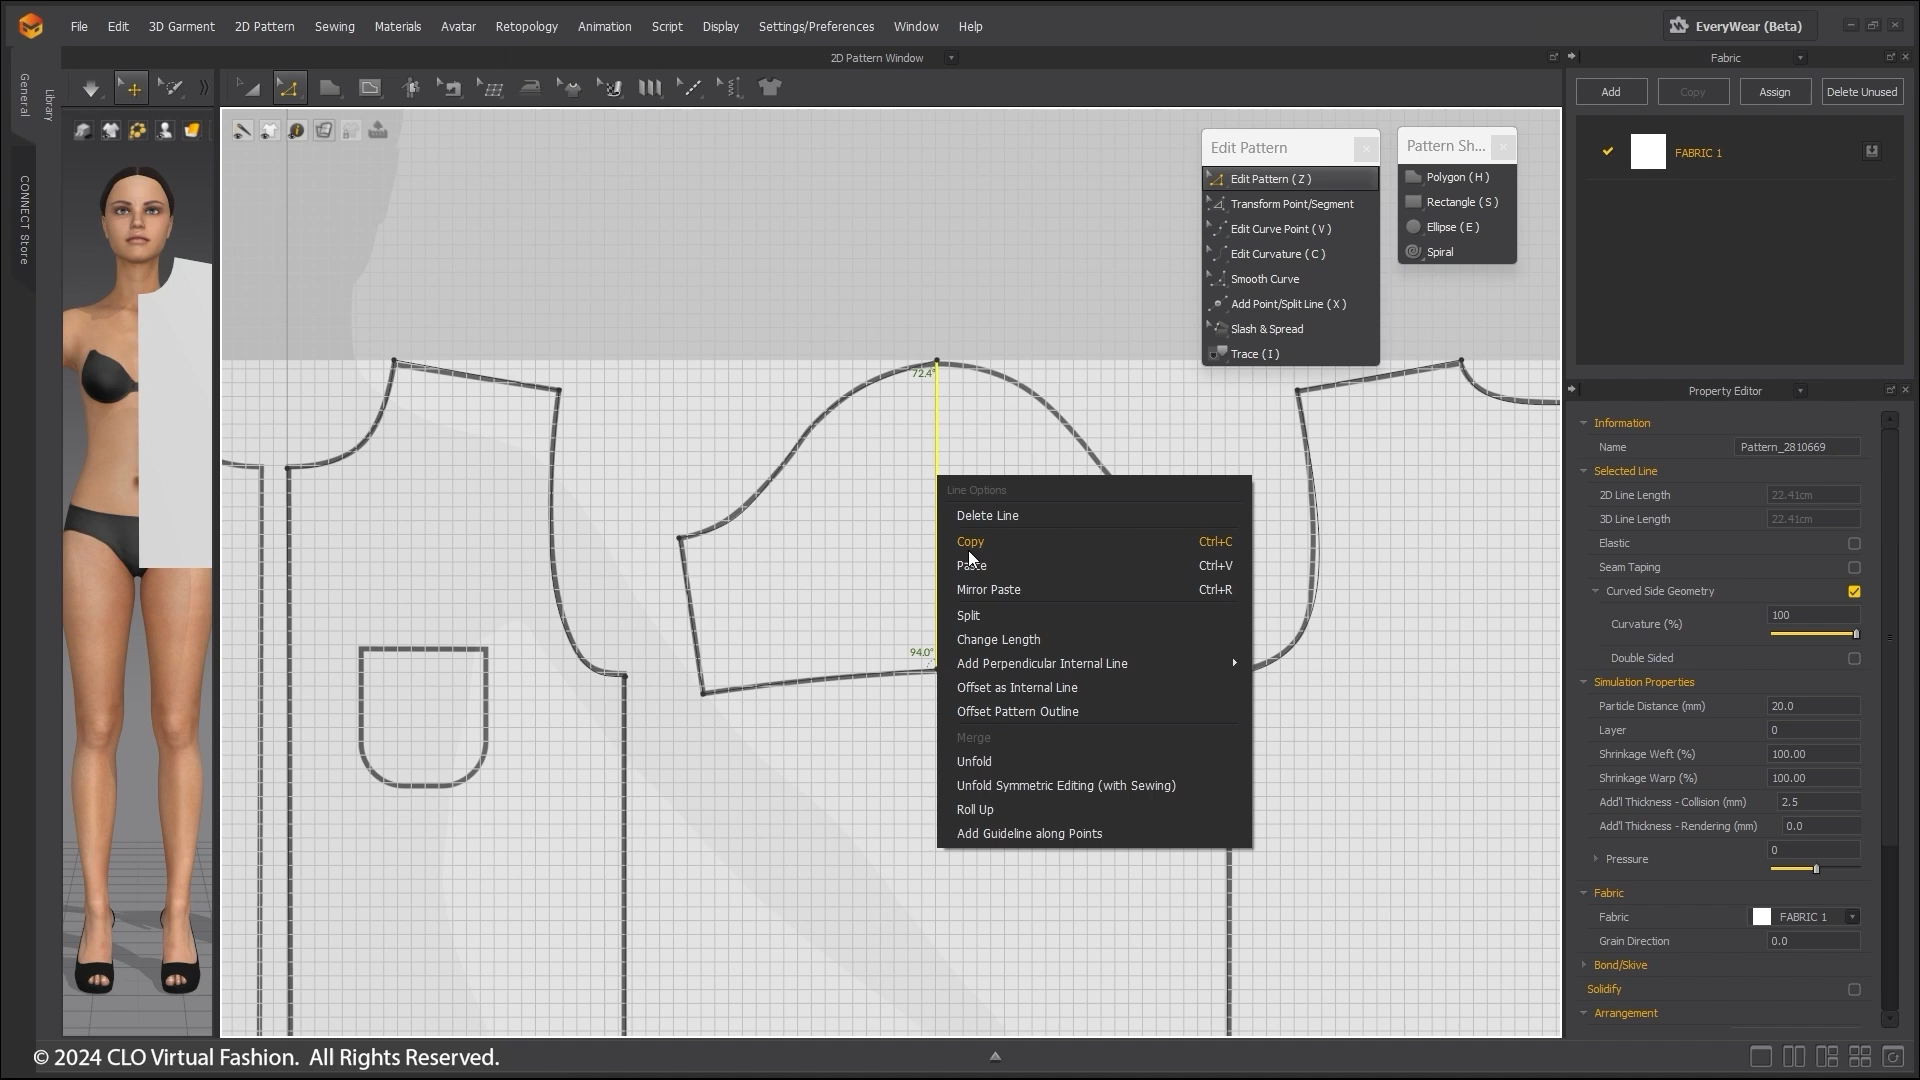 File Edit 3D Garment 2D Pattern Sewing Materials Avatar Retopology Animation Script Display Settings/Preferences Window Help
EveryWear (Beta)
2D Pattern Window
General
Library
CONNECT Store
Edit Pattern
Edit Pattern ( Z )
Transform Point/Segment
Edit Curve Point ( V )
Edit Curvature ( C )
Smooth Curve
Add Point/Split Line ( X )
Slash & Spread
Trace ( I )
Pattern Sh...
Polygon ( H )
Rectangle ( S )
Ellipse ( E )
Spiral
72.4°
94.0°
Line Options
Delete Line
Copy Ctrl+C
Paste Ctrl+V
Mirror Paste Ctrl+R
Split
Change Length
Add Perpendicular Internal Line
Offset as Internal Line
Offset Pattern Outline
Merge
Unfold
Unfold Symmetric Editing (with Sewing)
Roll Up
Add Guideline along Points
Fabric
Add Copy Assign Delete Unused
FABRIC 1
Property Editor
Information
Name Pattern_2810669
Selected Line
2D Line Length 22.41cm
3D Line Length 22.41cm
Elastic
Seam Taping
Curved Side Geometry
Curvature (%) 100
Double Sided
Simulation Properties
Particle Distance (mm) 20.0
Layer 0
Shrinkage Weft (%) 100.00
Shrinkage Warp (%) 100.00
Add'l Thickness - Collision (mm) 2.5
Add'l Thickness - Rendering (mm) 0.0
Pressure 0
Fabric
Fabric FABRIC 1
Grain Direction 0.0
Bond/Skive
Solidify
Arrangement
© 2024 CLO Virtual Fashion. All Rights Reserved.